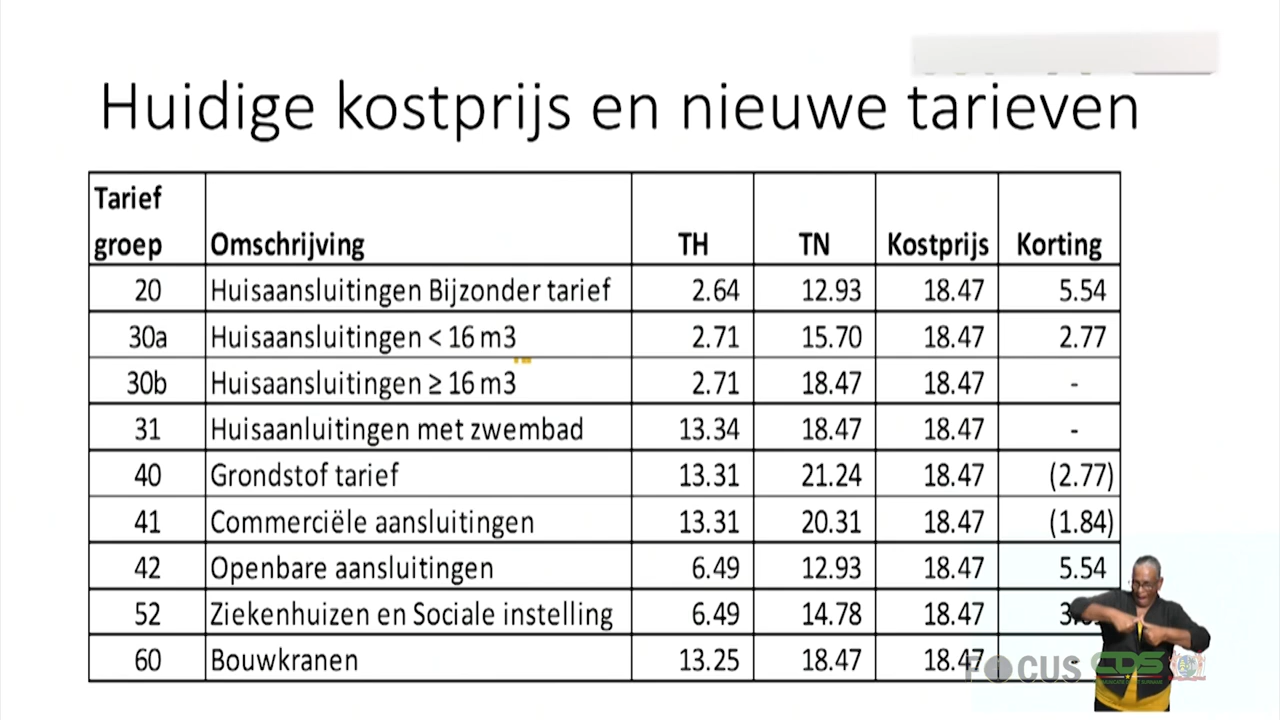 Huidige kostprijs en nieuwe tarieven
Tarief groep Omschrijving TH TN Kostprijs Korting
20 Huisaansluitingen Bijzonder tarief 2.64 12.93 18.47 5.54
30a Huisaansluitingen < 16 m3 2.71 15.70 18.47 2.77
30b Huisaansluitingen ≥ 16 m3 2.71 18.47 18.47 -
31 Huisaanluitingen met zwembad 13.34 18.47 18.47 -
40 Grondstof tarief 13.31 21.24 18.47 (2.77)
41 Commerciële aansluitingen 13.31 20.31 18.47 (1.84)
42 Openbare aansluitingen 6.49 12.93 18.47 5.54
52 Ziekenhuizen en Sociale instelling 6.49 14.78 18.47
60 Bouwkranen 13.25 18.47 18.47 -
FOCUS CDS